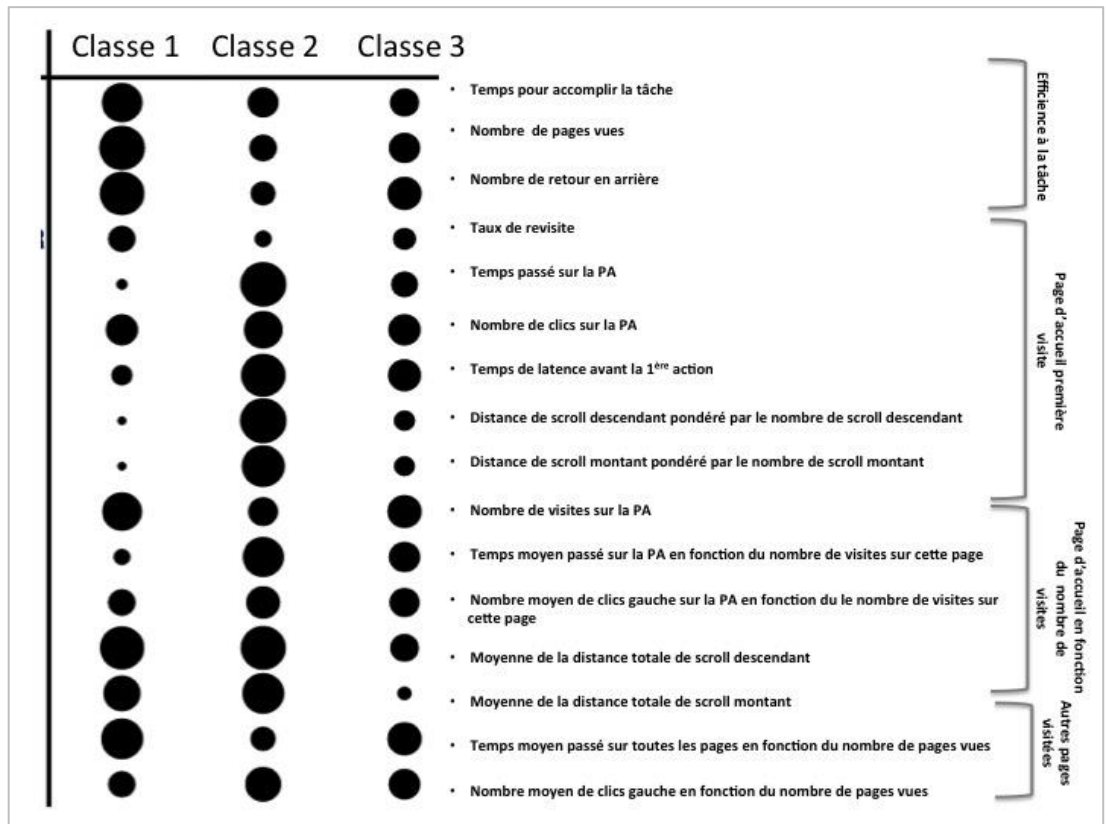 Classe 1 Classe 2 Classe 3
• Temps pour accomplir la tâche
• Nombre de pages vues
• Nombre de retour en arrière
• Taux de revisite
• Temps passé sur la PA
• Nombre de clics sur la PA
• Temps de latence avant la 1ère action
• Distance de scroll descendant pondéré par le nombre de scroll descendant
• Distance de scroll montant pondéré par le nombre de scroll montant
• Nombre de visites sur la PA
• Temps moyen passé sur la PA en fonction du nombre de visites sur cette page
• Nombre moyen de clics gauche sur la PA en fonction du le nombre de visites sur
cette page
• Moyenne de la distance totale de scroll descendant
• Moyenne de la distance totale de scroll montant
• Temps moyen passé sur toutes les pages en fonction du nombre de pages vues
• Nombre moyen de clics gauche en fonction du nombre de pages vues
Efficience à la tâche
Page d'accueil première
visite
Page d'accueil en fonction
du nombre de
visites
Autres pages
visitées